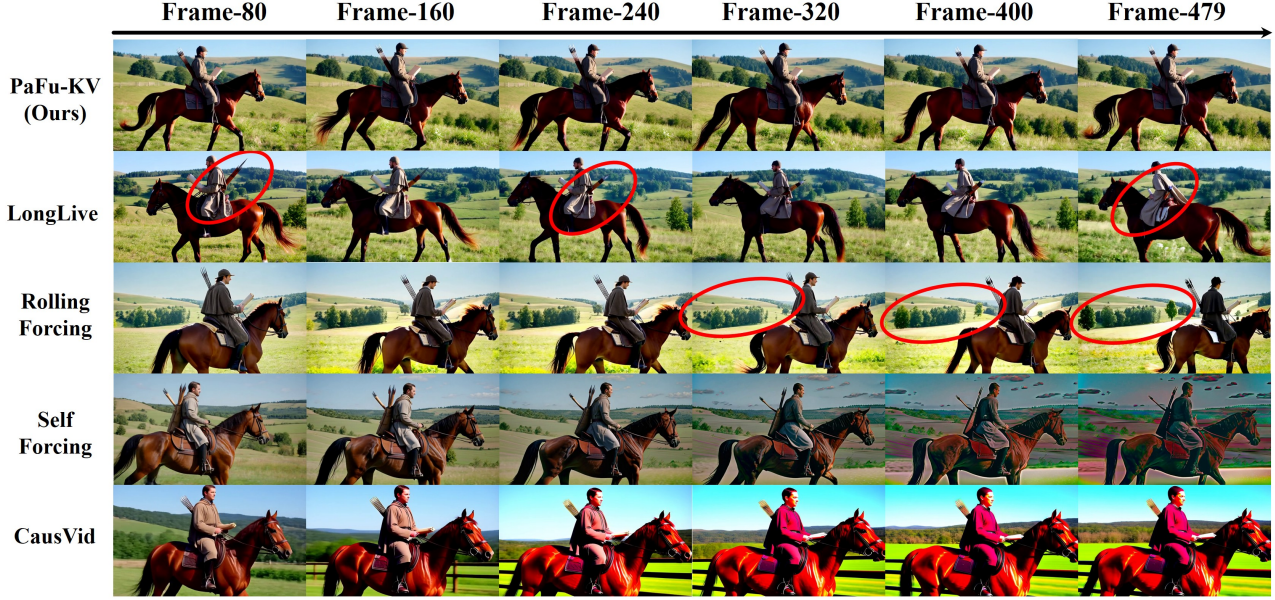 Frame-80 Frame-160 Frame-240 Frame-320 Frame-400 Frame-479
PaFu-KV
(Ours)
LongLive
Rolling
Forcing
Self
Forcing
CausVid